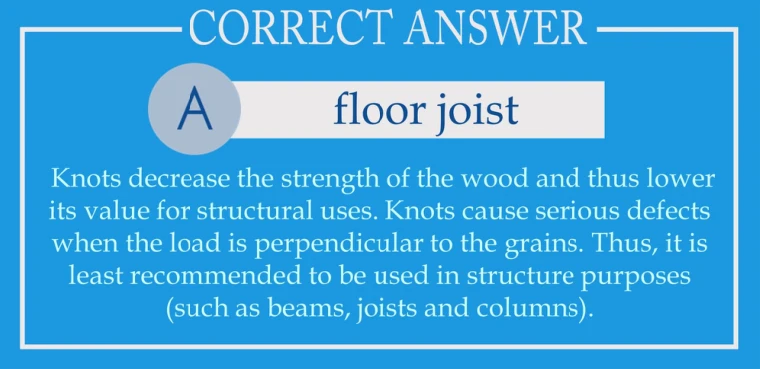 CORRECT ANSWER
A
floor joist
Knots decrease the strength of the wood and thus lower
its value for structural uses. Knots cause serious defects
when the load is perpendicular to the grains. Thus, it is
least recommended to be used in structure purposes
(such as beams, joists and columns).